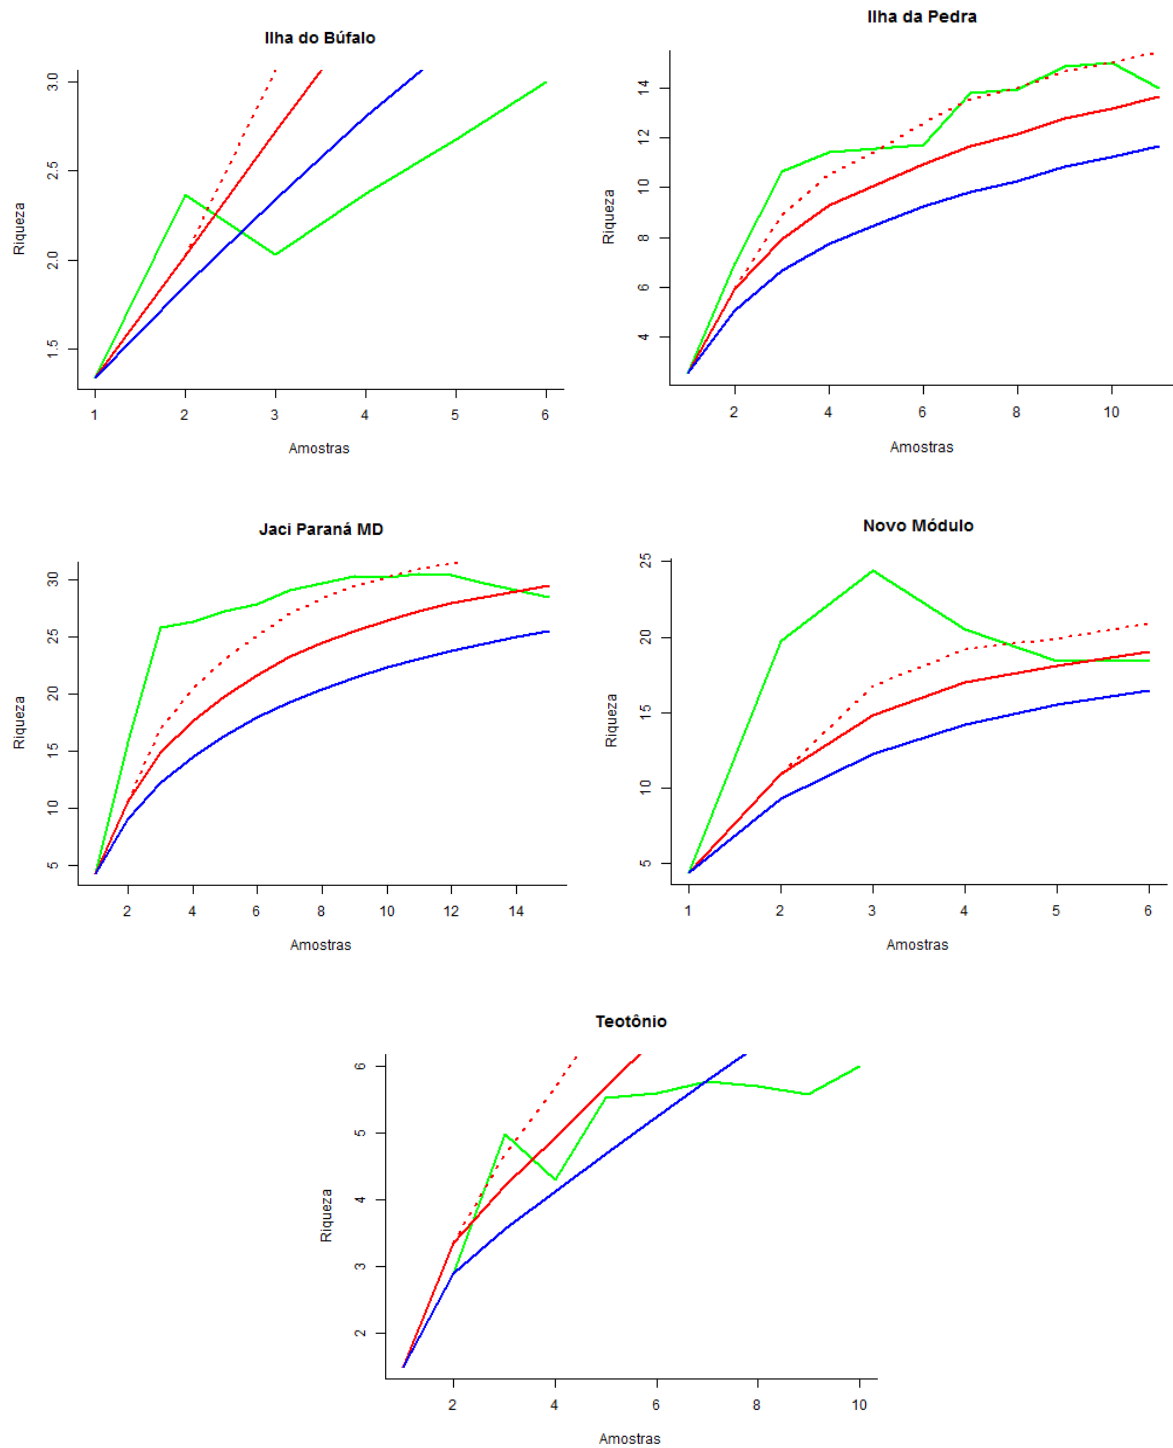 Ilha do Búfalo
3.0
2.5
2.0
1.5
Riqueza
1 2 3 4 5 6
Amostras
Ilha da Pedra
14
12
10
8
6
4
Riqueza
2 4 6 8 10
Amostras
Jaci Paraná MD
30
25
20
15
10
5
Riqueza
2 4 6 8 10 12 14
Amostras
Novo Módulo
25
20
15
10
5
Riqueza
1 2 3 4 5 6
Amostras
Teotônio
6
5
4
3
2
Riqueza
2 4 6 8 10
Amostras